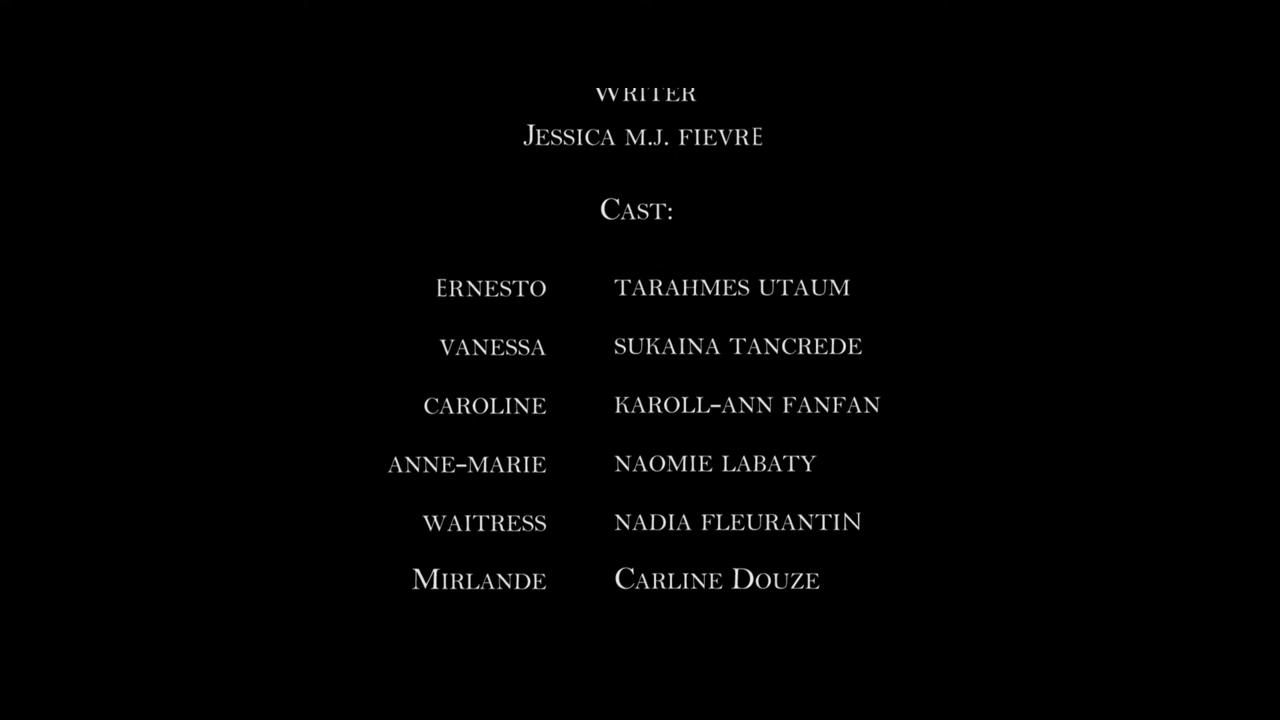 WRITER
JESSICA M.J. FIEVRE
CAST:
ERNESTO TARAHMES UTAUM
VANESSA SUKAINA TANCREDE
CAROLINE KAROLL-ANN FANFAN
ANNE-MARIE NAOMIE LABATY
WAITRESS NADIA FLEURANTIN
MIRLANDE CARLINE DOUZE